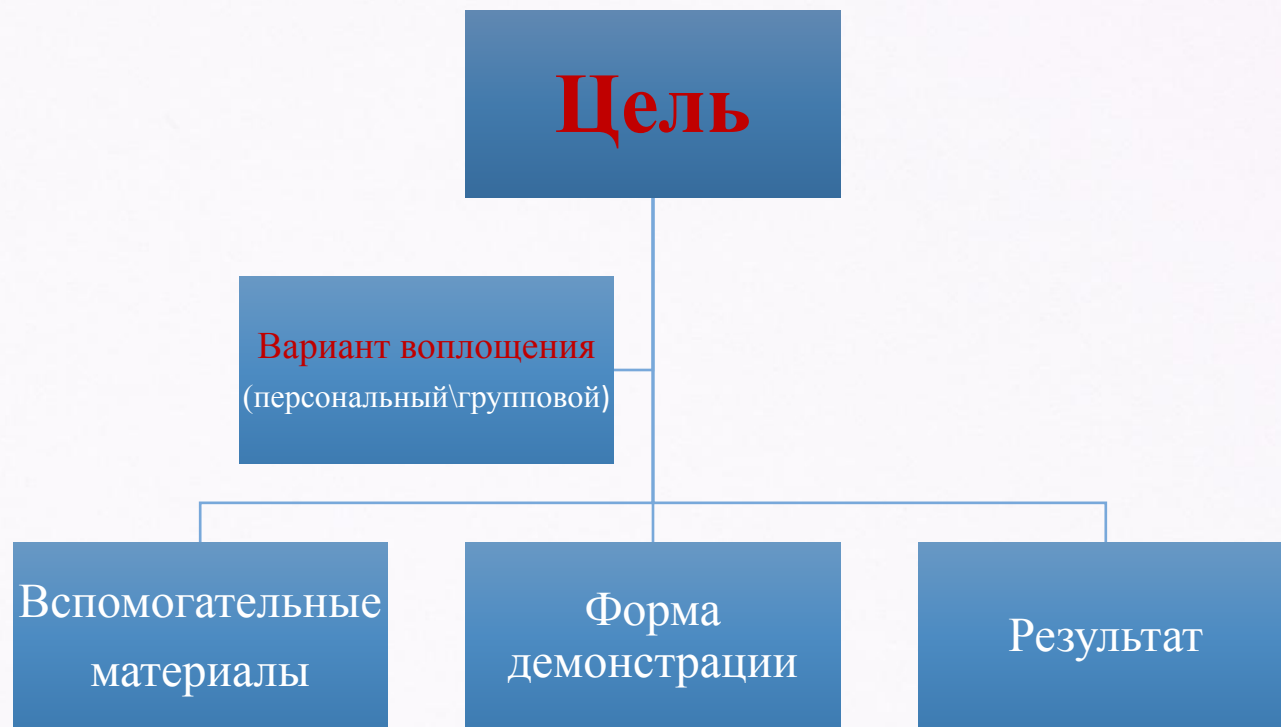 Цель
Вариант воплощения
(персональный\групповой)
Вспомогательные
материалы
Форма
демонстрации
Результат